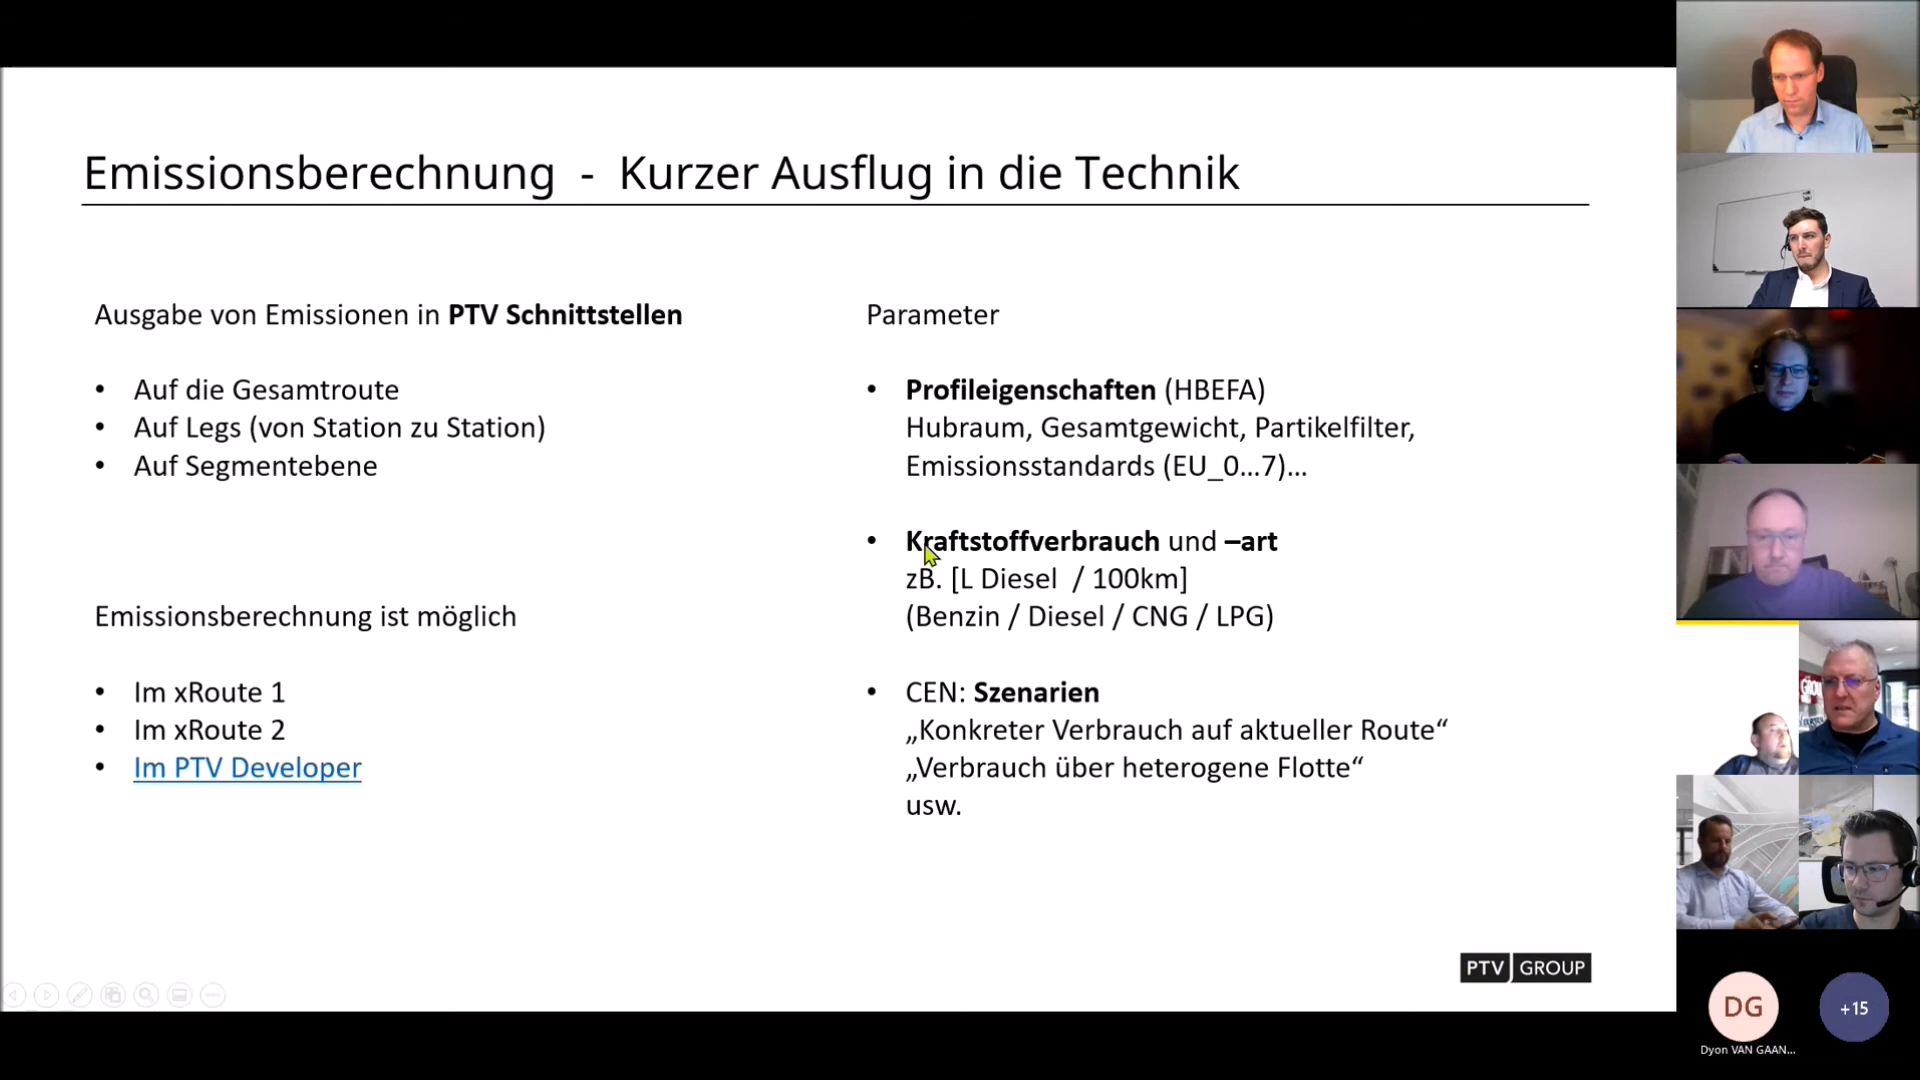 Emissionsberechnung - Kurzer Ausflug in die Technik
Ausgabe von Emissionen in PTV Schnittstellen
• Auf die Gesamtroute
• Auf Legs (von Station zu Station)
• Auf Segmentebene
Emissionsberechnung ist möglich
• Im xRoute 1
• Im xRoute 2
• Im PTV Developer
Parameter
• Profileigenschaften (HBEFA)
Hubraum, Gesamtgewicht, Partikelfilter,
Emissionsstandards (EU_0...7)...
• Kraftstoffverbrauch und –art
zB. [L Diesel / 100km]
(Benzin / Diesel / CNG / LPG)
• CEN: Szenarien
„Konkreter Verbrauch auf aktueller Route“
„Verbrauch über heterogene Flotte“
usw.
PTV GROUP
DG
+15
Dyon VAN GAAN...